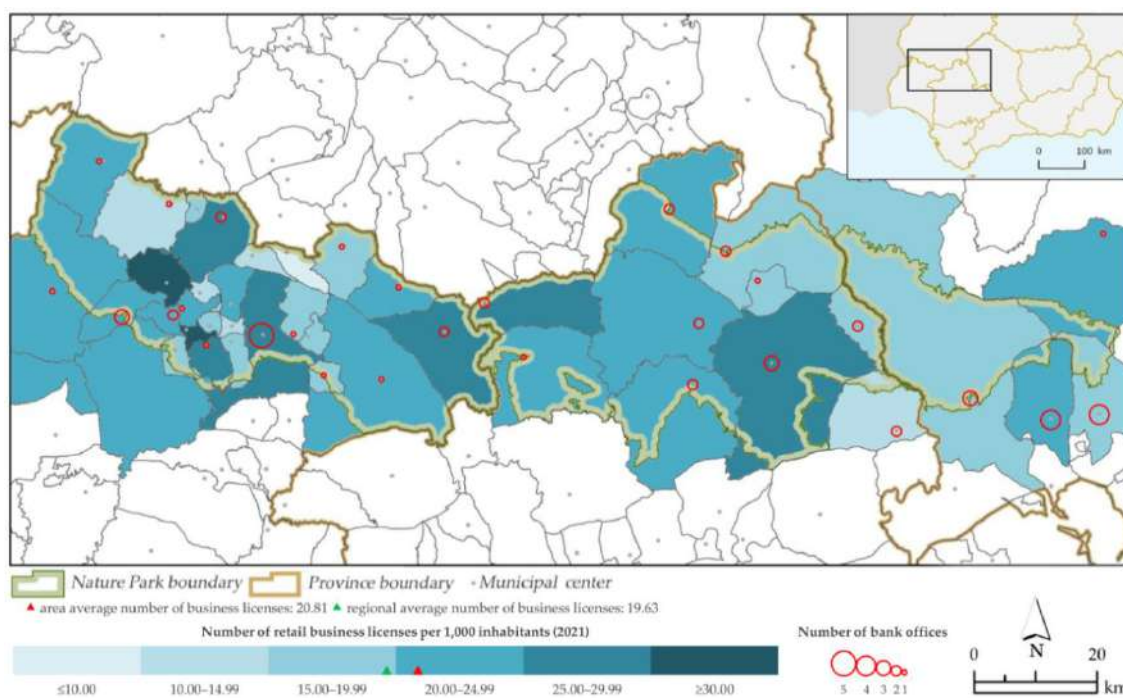 0 100 km
Nature Park boundary Province boundary Municipal center
area average number of business licenses: 20.81 regional average number of business licenses: 19.63
Number of retail business licenses per 1,000 inhabitants (2021)
≤10.00 10.00–14.99 15.00–19.99 20.00–24.99 25.00–29.99 ≥30.00
Number of bank offices
5 4 3 2 1
N
0 20
km